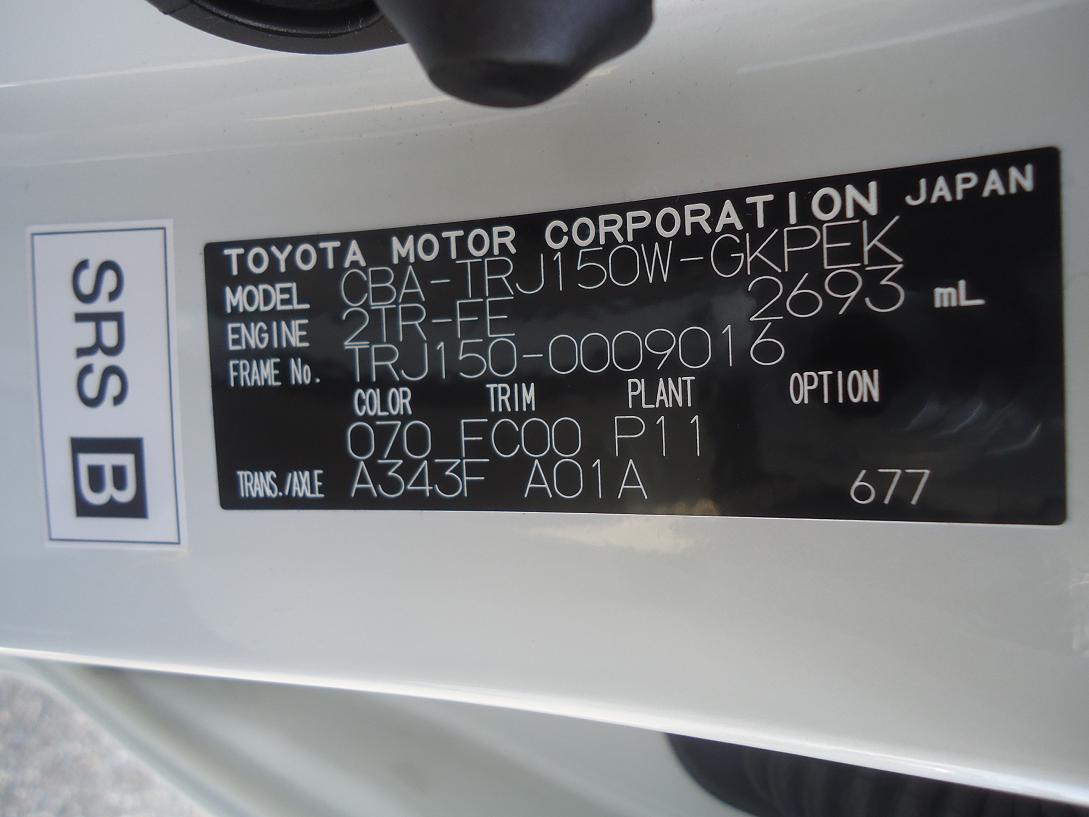 SRS B
TOYOTA MOTOR CORPORATION JAPAN
MODEL CBA-TRJ150W-GKPEK
ENGINE 2TR-FE 2693 mL
FRAME No. TRJ150-0009016
COLOR TRIM PLANT OPTION
070 FC00 P11
TRANS./AXLE A343F A01A 677